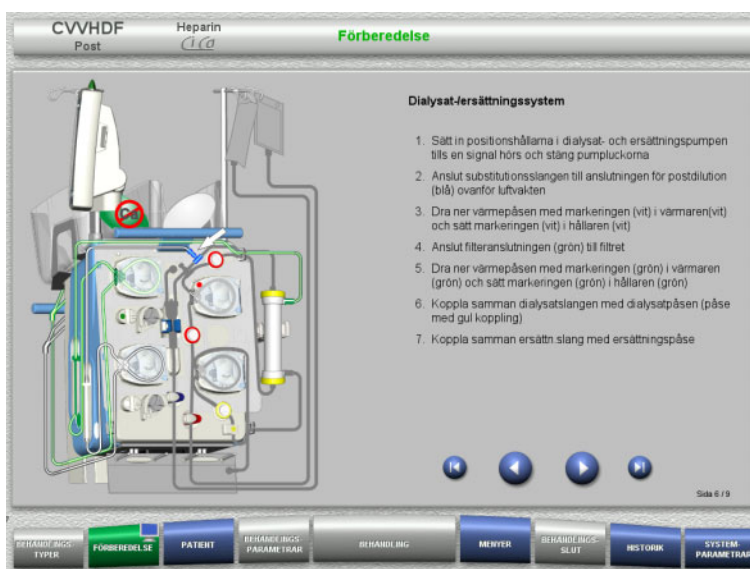 CVVHDF
Post
Heparin
Ci Ca
Förberedelse
Ca
Dialysat-/ersättningssystem
1. Sätt in positionshållarna i dialysat- och ersättningspumpen
tills en signal hörs och stäng pumpluckorna
2. Anslut substitutionsslangen till anslutningen för postdilution
(blå) ovanför luftvakten
3. Dra ner värmepåsen med markeringen (vit) i värmaren(vit)
och sätt markeringen (vit) i hållaren (vit)
4. Anslut filteranslutningen (grön) till filtret
5. Dra ner värmepåsen med markeringen (grön) i värmaren
(grön) och sätt markeringen (grön) i hållaren (grön)
6. Koppla samman dialysatslangen med dialysatpåsen (påse
med gul koppling)
7. Koppla samman ersättn.slang med ersättningspåse
Sida 6 / 9
BEHANDLINGS-
TYPER
FÖRBEREDELSE
PATIENT
BEHANDLINGS-
PARAMETRAR
BEHANDLING
MENYER
BEHANDLINGS-
SLUT
HISTORIK
SYSTEM-
PARAMETRAR